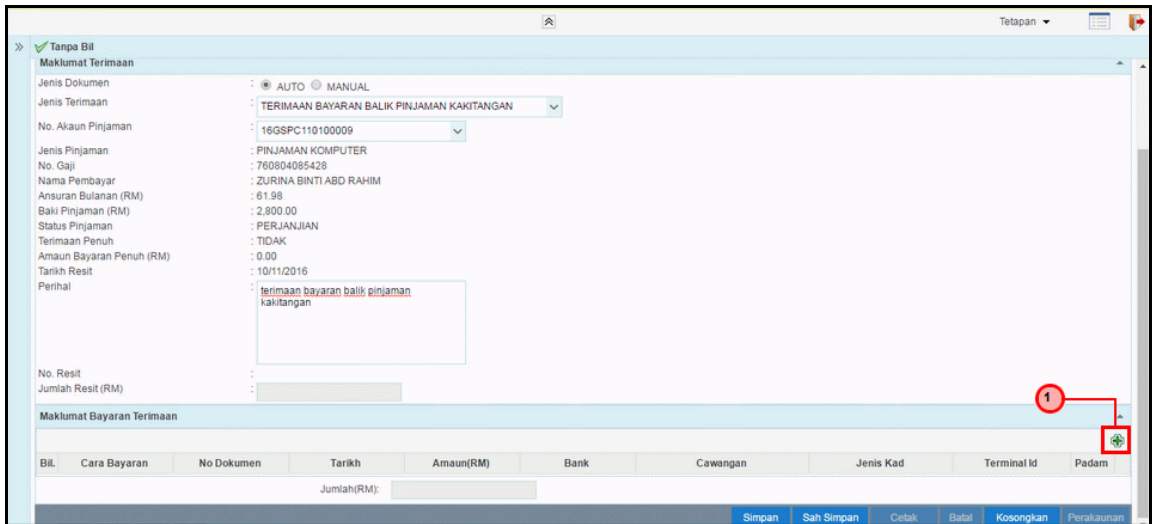 Tetapan
Tanpa Bil
Maklumat Terimaan
Jenis Dokumen : AUTO MANUAL
Jenis Terimaan : TERIMAAN BAYARAN BALIK PINJAMAN KAKITANGAN
No. Akaun Pinjaman : 16GSPC110100009
Jenis Pinjaman : PINJAMAN KOMPUTER
No. Gaji : 760804085428
Nama Pembayar : ZURINA BINTI ABD RAHIM
Ansuran Bulanan (RM) : 61.98
Baki Pinjaman (RM) : 2,800.00
Status Pinjaman : PERJANJIAN
Terimaan Penuh : TIDAK
Amaun Bayaran Penuh (RM) : 0.00
Tarikh Resit : 10/11/2016
Perihal : terimaan bayaran balik pinjaman
kakitangan
No. Resit :
Jumlah Resit (RM) :
1
Maklumat Bayaran Terimaan
Bil. Cara Bayaran No Dokumen Tarikh Amaun(RM) Bank Cawangan Jenis Kad Terminal Id Padam
Jumlah(RM):
Simpan Sah Simpan Cetak Batal Kosongkan Perakaunan